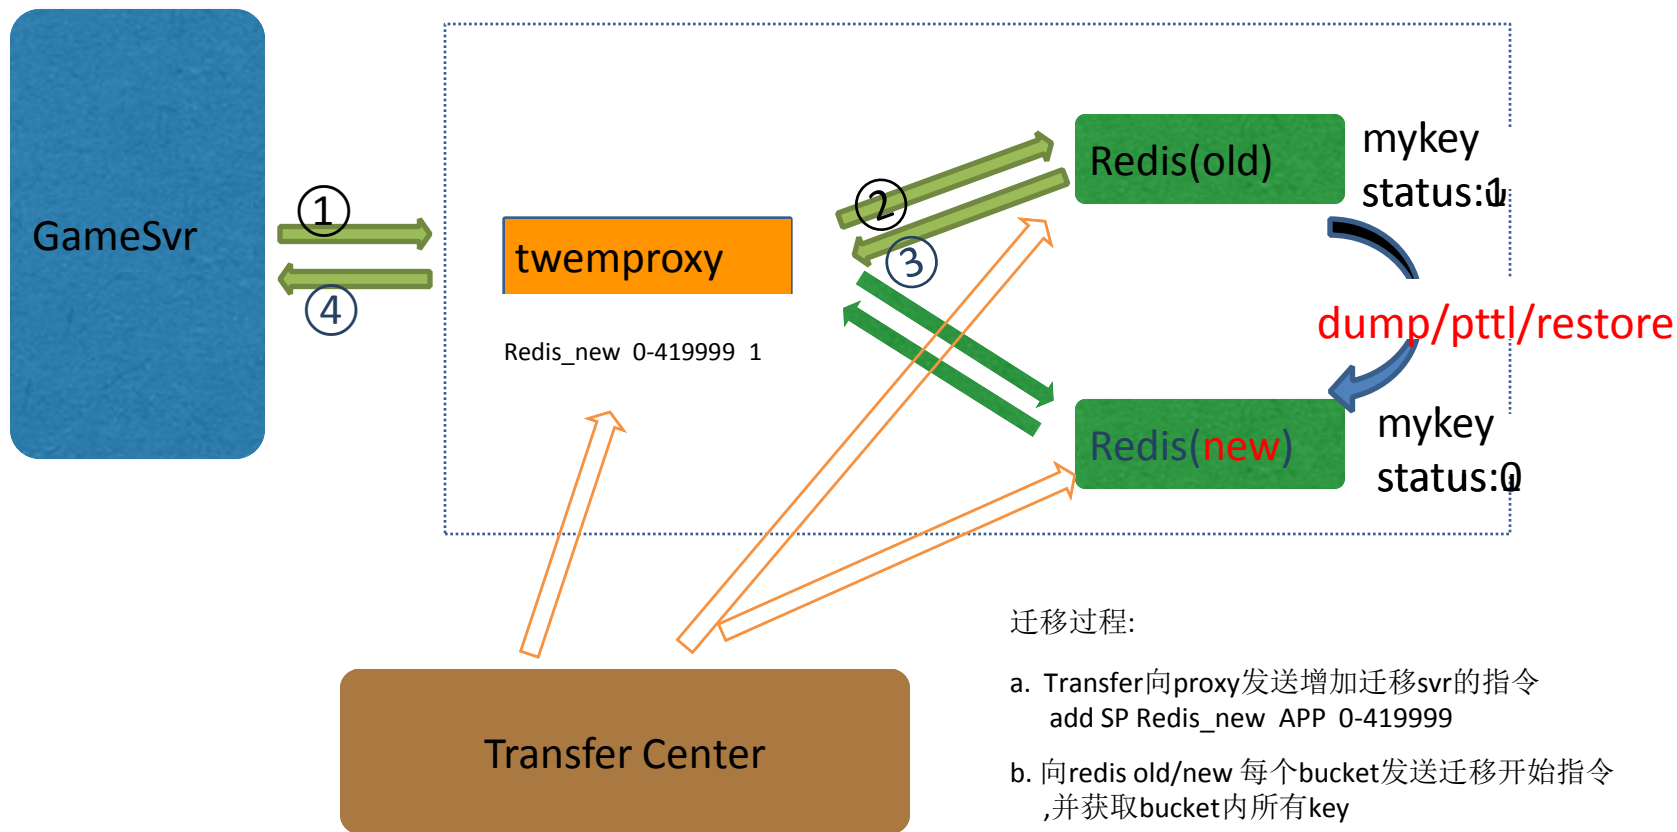 GameSvr
①
④
twemproxy
Redis_new 0-419999 1
②
③
Redis(old)
mykey
status:
dump/pttl/restore
Redis(new)
mykey
status:
Transfer Center
迁移过程:
a. Transfer向proxy发送增加迁移svr的指令
add SP Redis_new APP 0-419999
b. 向redis old/new 每个bucket发送迁移开始指令
,并获取bucket内所有key